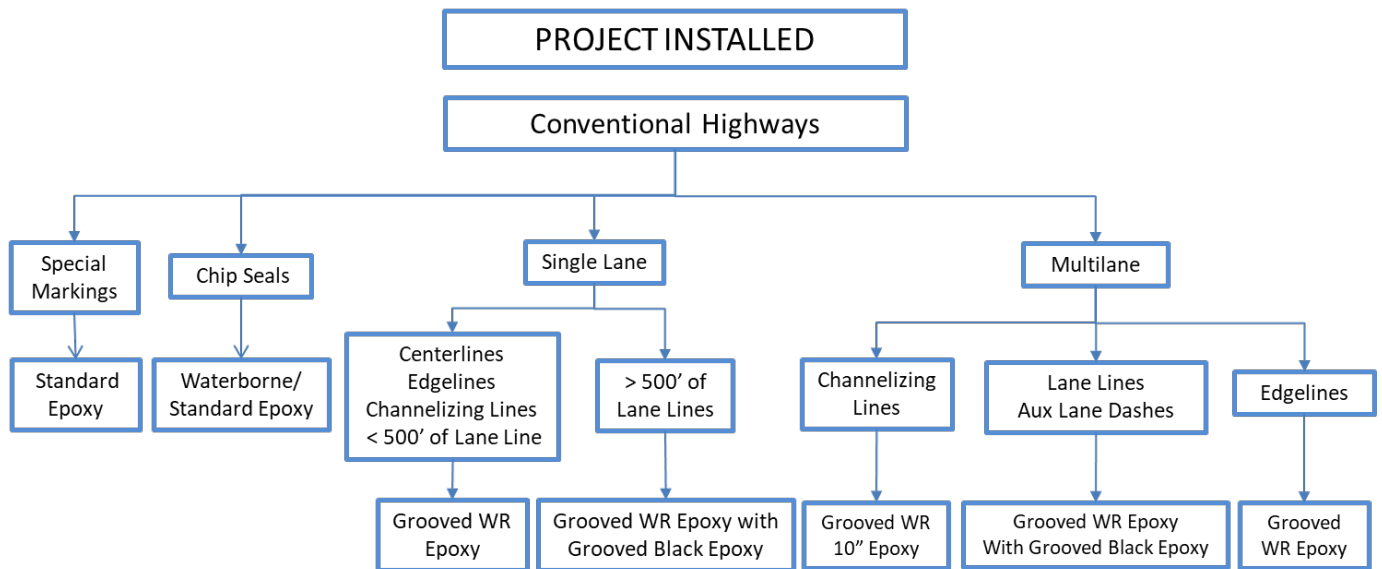 PROJECT INSTALLED
Conventional Highways
Special
Markings
Chip Seals
Single Lane
Multilane
Standard
Epoxy
Waterborne/
Standard Epoxy
Centerlines
Edgelines
Channelizing Lines
< 500’ of Lane Line
> 500’ of
Lane Lines
Channelizing
Lines
Lane Lines
Aux Lane Dashes
Edgelines
Grooved WR
Epoxy
Grooved WR Epoxy with
Grooved Black Epoxy
Grooved WR
10” Epoxy
Grooved WR Epoxy
With Grooved Black Epoxy
Grooved
WR Epoxy